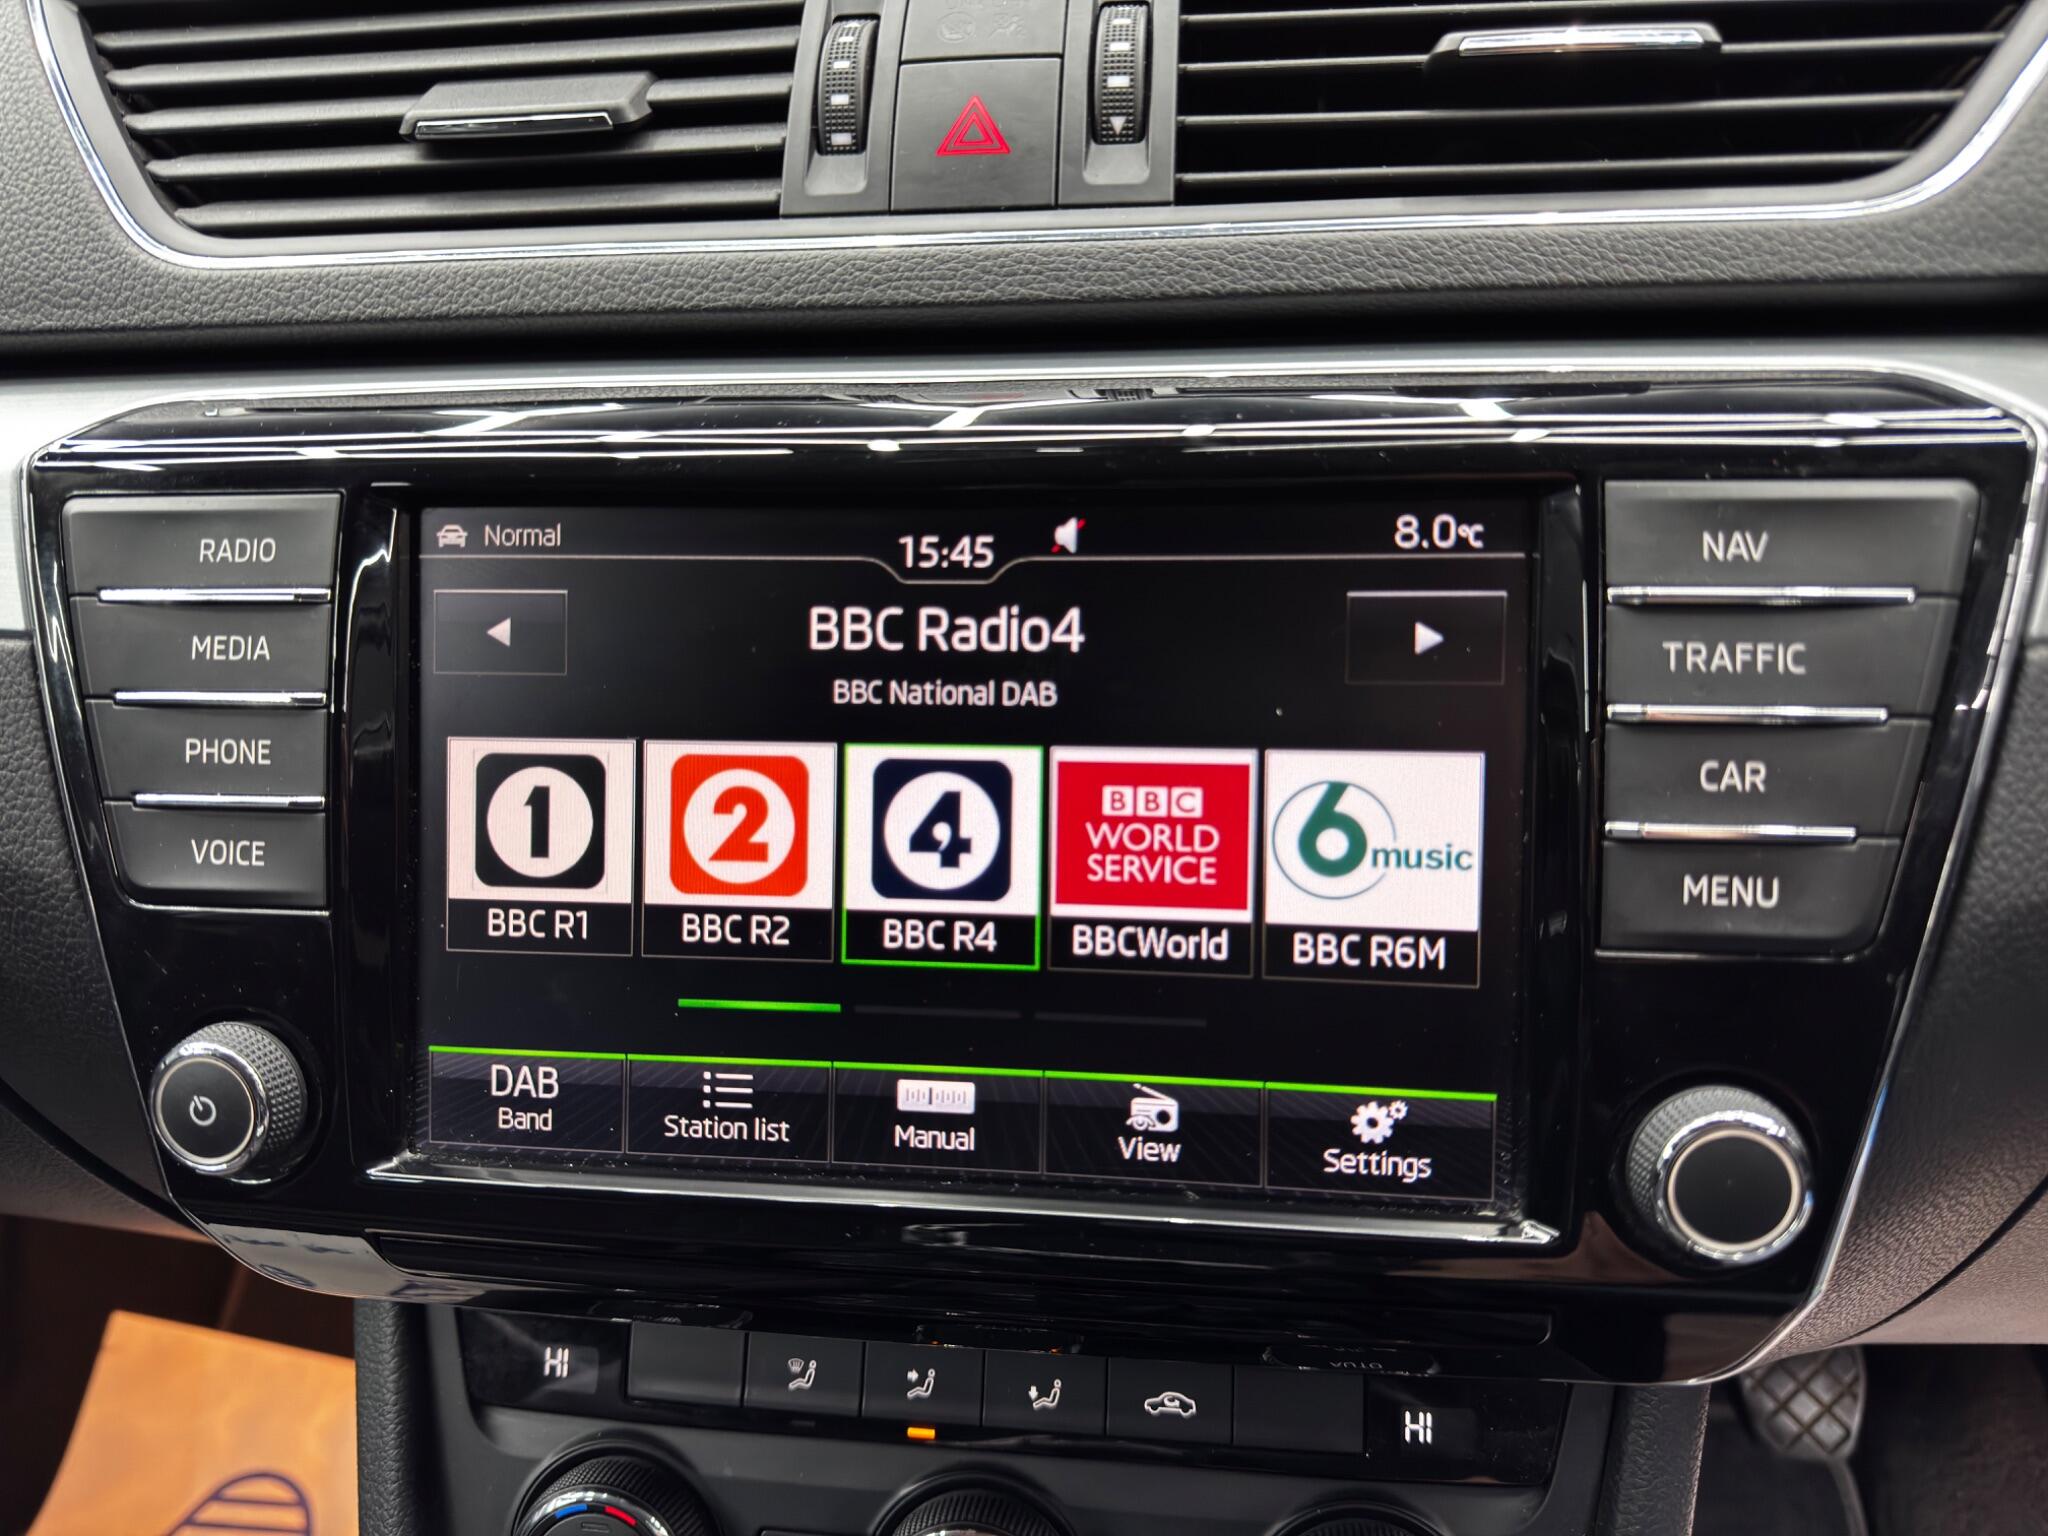 RADIO
MEDIA
PHONE
VOICE
Normal
15:45
8.0°C
BBC Radio4
BBC National DAB
1
2
4
BBC
WORLD
SERVICE
6music
BBC R1
BBC R2
BBC R4
BBCWorld
BBC R6M
DAB
Band
Station list
Manual
View
Settings
NAV
TRAFFIC
CAR
MENU
HI
HI